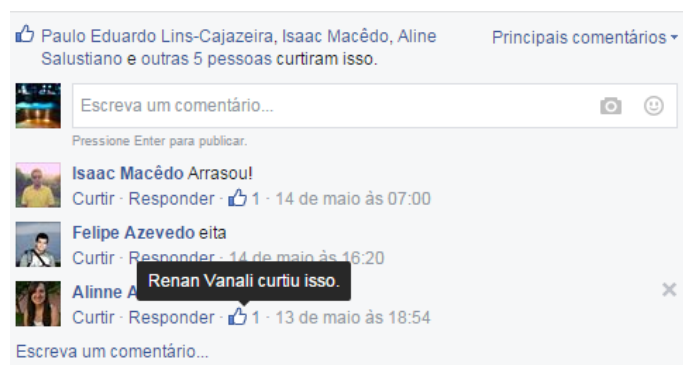 Paulo Eduardo Lins-Cajazeira, Isaac Macêdo, Aline
Salustiano e outras 5 pessoas curtiram isso.
Principais comentários
Escreva um comentário...
Pressione Enter para publicar.
Isaac Macêdo Arrasou!
Curtir · Responder · 1 · 14 de maio às 07:00
Felipe Azevedo eita
Curtir · Responder · 14 de maio às 16:20
Renan Vanali curtiu isso.
Alinne A
Curtir · Responder · 1 · 13 de maio às 18:54
Escreva um comentário...